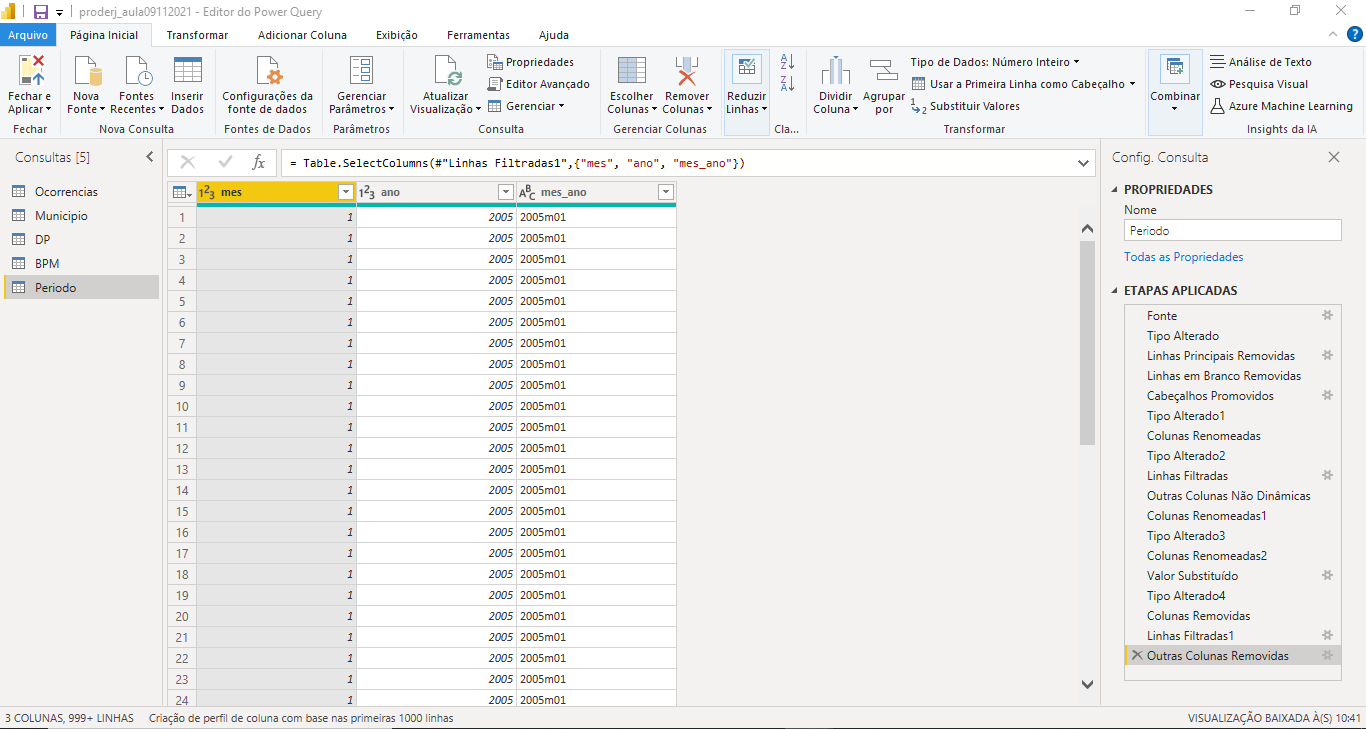 proderj_aula09112021 - Editor do Power Query
Arquivo Página Inicial Transformar Adicionar Coluna Exibição Ferramentas Ajuda
Fechar e Aplicar
Fechar
Nova Fonte
Fontes Recentes
Inserir Dados
Nova Consulta
Configurações da fonte de dados
Fontes de Dados
Gerenciar Parâmetros
Parâmetros
Atualizar Visualização
Propriedades
Editor Avançado
Gerenciar
Consulta
Escolher Colunas
Remover Colunas
Gerenciar Colunas
Reduzir Linhas
Cla...
Dividir Coluna
Agrupar por
Tipo de Dados: Número Inteiro
Usar a Primeira Linha como Cabeçalho
Substituir Valores
Transformar
Combinar
Análise de Texto
Pesquisa Visual
Azure Machine Learning
Insights da IA
Consultas [5]
Ocorrencias
Municipio
DP
BPM
Periodo
fx
= Table.SelectColumns(#"Linhas Filtradas1",{"mes", "ano", "mes_ano"})
123 mes 123 ano ABC mes_ano
1 1 2005 2005m01
2 1 2005 2005m01
3 1 2005 2005m01
4 1 2005 2005m01
5 1 2005 2005m01
6 1 2005 2005m01
7 1 2005 2005m01
8 1 2005 2005m01
9 1 2005 2005m01
10 1 2005 2005m01
11 1 2005 2005m01
12 1 2005 2005m01
13 1 2005 2005m01
14 1 2005 2005m01
15 1 2005 2005m01
16 1 2005 2005m01
17 1 2005 2005m01
18 1 2005 2005m01
19 1 2005 2005m01
20 1 2005 2005m01
21 1 2005 2005m01
22 1 2005 2005m01
23 1 2005 2005m01
24 1 2005 2005m01
Config. Consulta
PROPRIEDADES
Nome
Periodo
Todas as Propriedades
ETAPAS APLICADAS
Fonte
Tipo Alterado
Linhas Principais Removidas
Linhas em Branco Removidas
Cabeçalhos Promovidos
Tipo Alterado1
Colunas Renomeadas
Tipo Alterado2
Linhas Filtradas
Outras Colunas Não Dinâmicas
Colunas Renomeadas1
Tipo Alterado3
Colunas Renomeadas2
Valor Substituído
Tipo Alterado4
Colunas Removidas
Linhas Filtradas1
Outras Colunas Removidas
3 COLUNAS, 999+ LINHAS Criação de perfil de coluna com base nas primeiras 1000 linhas
VISUALIZAÇÃO BAIXADA À(S) 10:41